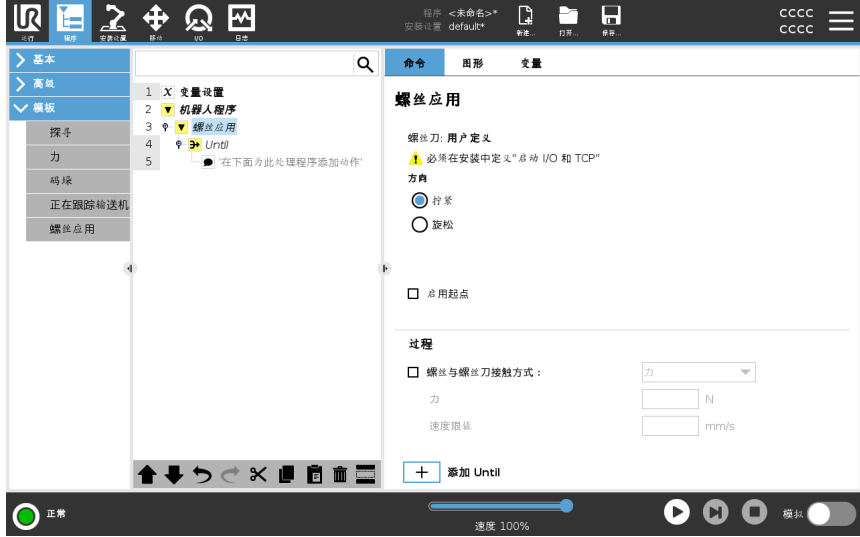 UR
运行
程序
安装设置
移动
I/O
日志
程序 <未命名>*
安装设置 default*
新建...
打开...
保存...
cccc
cccc
基本
高级
模板
探寻
力
码垛
正在跟踪输送机
螺丝应用
1 x 变量设置
2 机器人程序
3 螺丝应用
4 Until
5 '在下面为此处理程序添加动作'
命令 图形 变量
螺丝应用
螺丝刀: 用户定义
必须在安装中定义"启动 I/O 和 TCP"
方向
拧紧
旋松
启用起点
过程
螺丝与螺丝刀接触方式： 力
力 N
速度限值 mm/s
添加 Until
正常
速度 100%
模拟